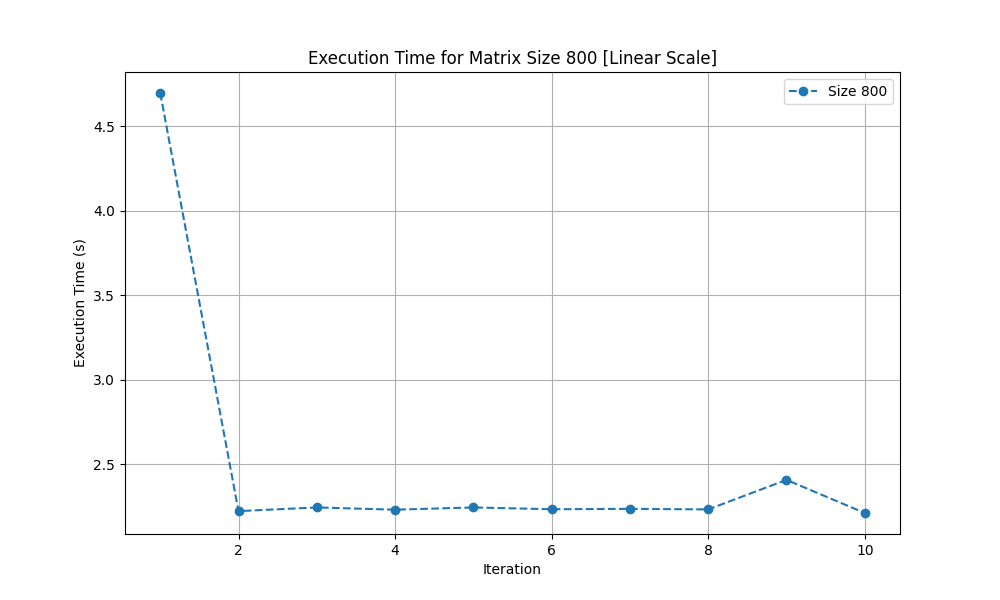 Execution Time for Matrix Size 800 [Linear Scale]
Size 800
Execution Time (s)
4.5
4.0
3.5
3.0
2.5
2 4 6 8 10
Iteration